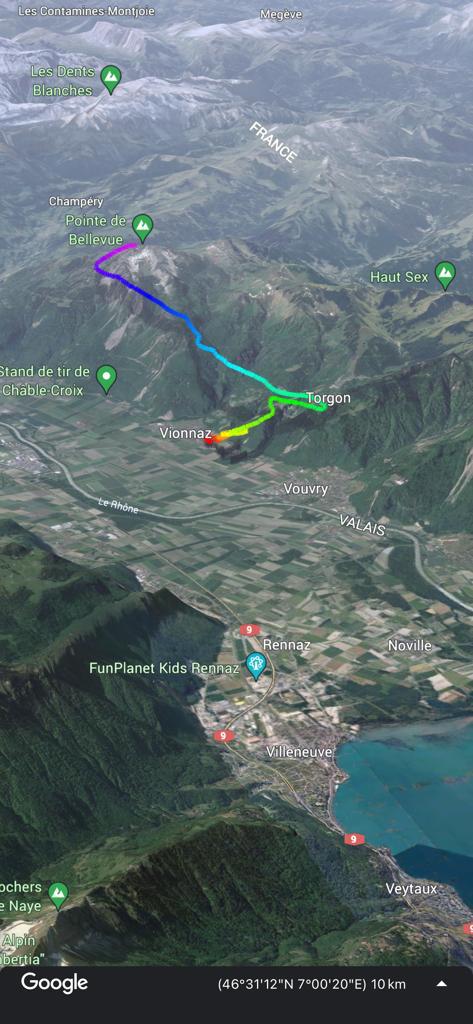 Les Contamines-Montjoie
Megève
Les Dents
Blanches
FRANCE
Champéry
Pointe de
Bellevue
Haut Sex
Stand de tir de
Châble-Croix
Torgon
Vionnaz
Vouvry
Le Rhône
VALAIS
9
Rennaz
Noville
FunPlanet Kids Rennaz
9
Villeneuve
9
Veytaux
ochers
e Naye
9
Alpin
bertia"
Google
(46°31'12"N 7°00'20"E) 10 km